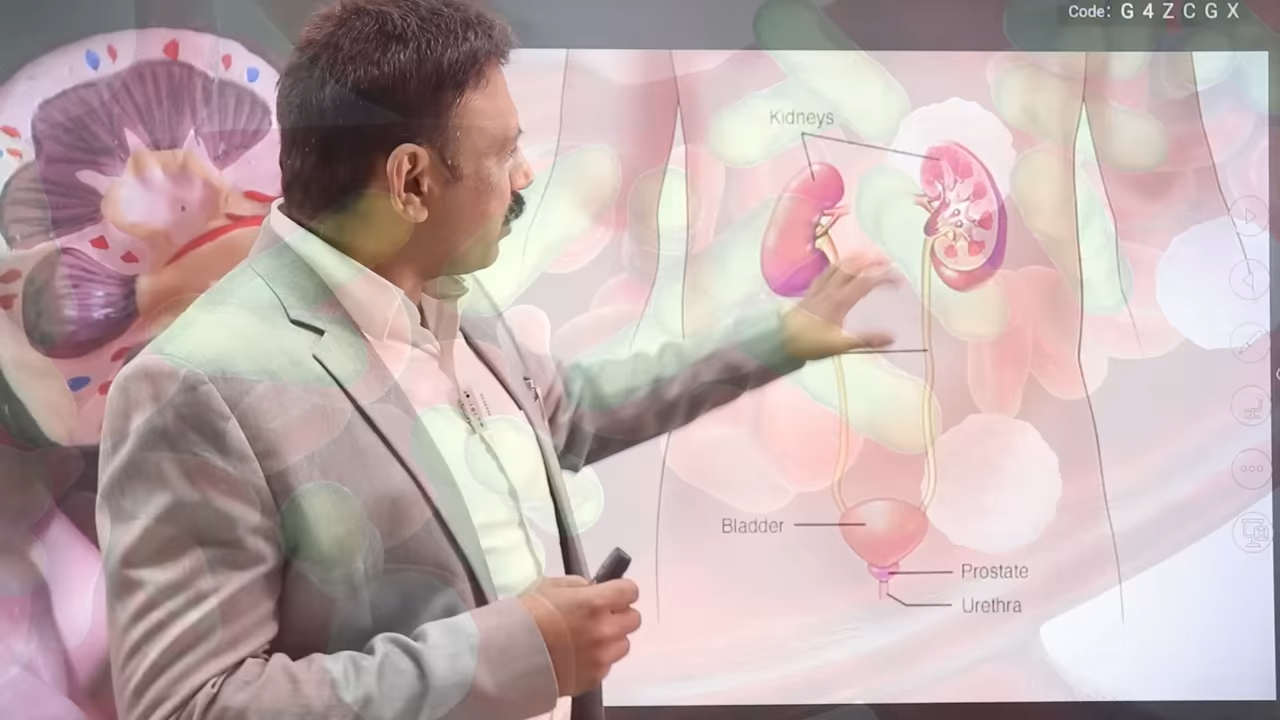 Code: G 4 Z C G X
Kidneys
Bladder
Prostate
Urethra